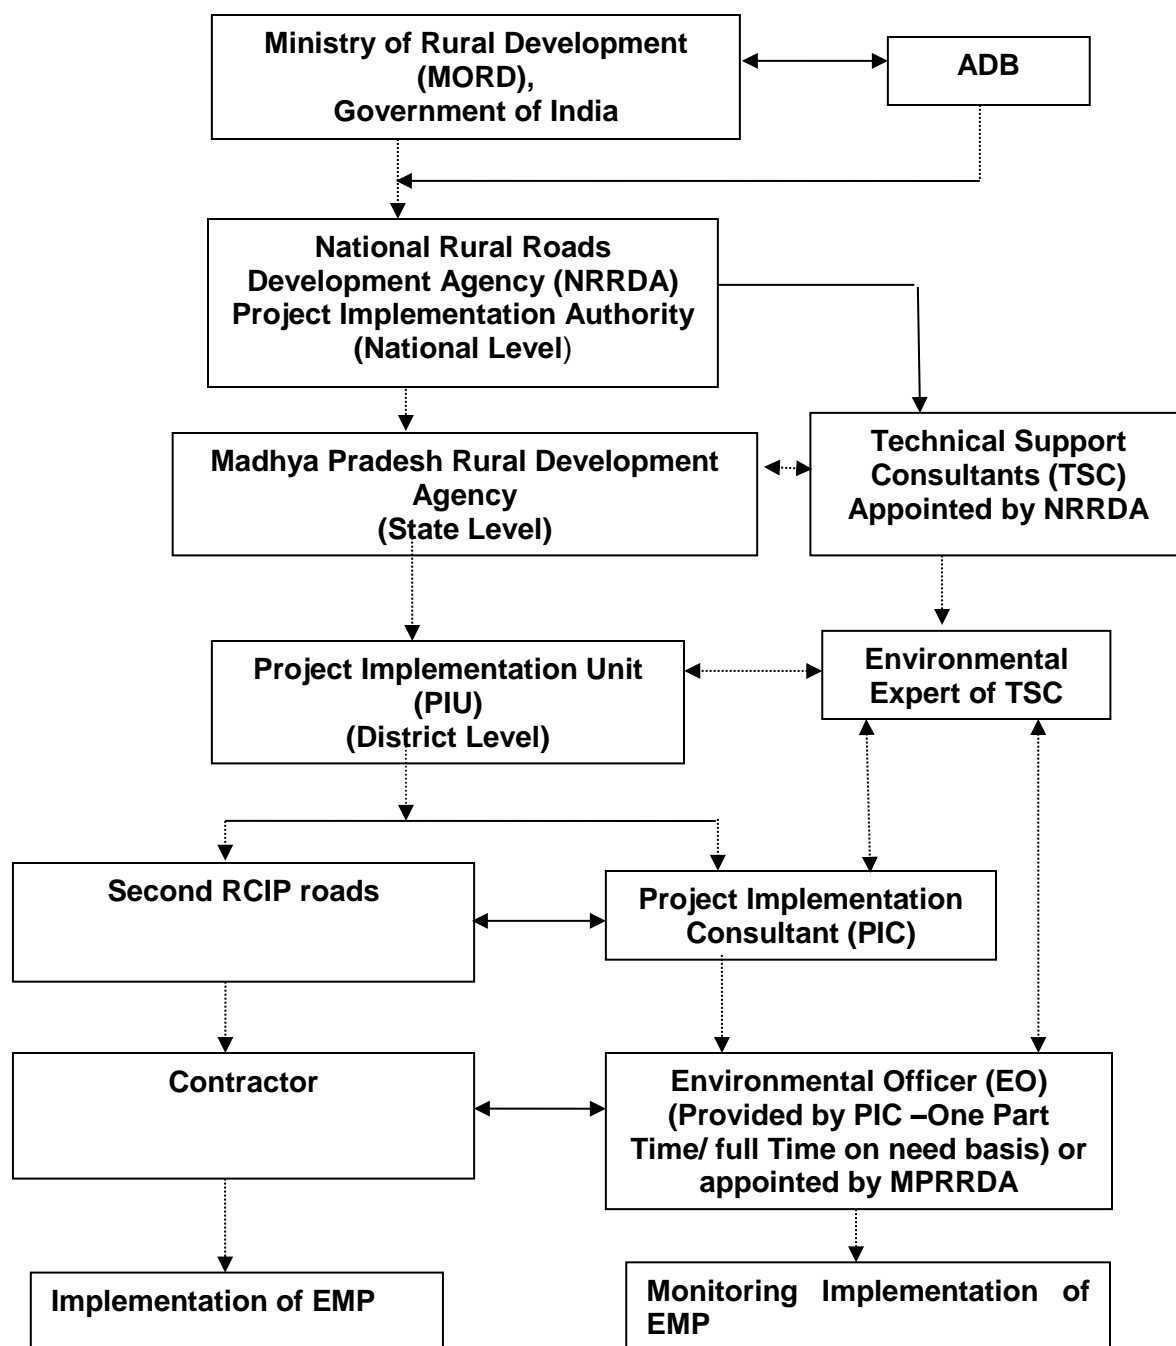 Ministry of Rural Development
(MORD),
Government of India
ADB
National Rural Roads
Development Agency (NRRDA)
Project Implementation Authority
(National Level)
Madhya Pradesh Rural Development
Agency
(State Level)
Technical Support
Consultants (TSC)
Appointed by NRRDA
Project Implementation Unit
(PIU)
(District Level)
Environmental
Expert of TSC
Second RCIP roads
Project Implementation
Consultant (PIC)
Contractor
Environmental Officer (EO)
(Provided by PIC –One Part
Time/ full Time on need basis) or
appointed by MPRRDA
Implementation of EMP
Monitoring Implementation of
EMP